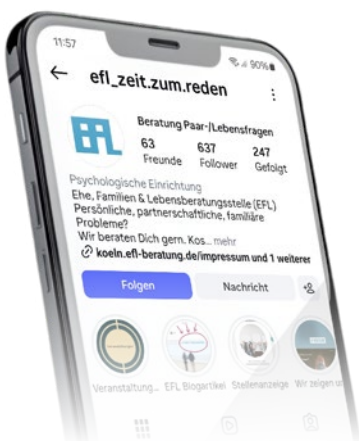 11:57
90%
efl_zeit.zum.reden
EFL
Beratung Paar-/Lebensfragen
63 637 247
Freunde Follower Gefolgt
Psychologische Einrichtung
Ehe, Familien & Lebensberatungsstelle (EFL)
Persönliche, partnerschaftliche, familiäre
Probleme?
Wir beraten Dich gern. Kos... mehr
koeln.efl-beratung.de/impressum und 1 weiterer
Folgen Nachricht
Veranstaltung... EFL Blogartikel Stellenanzeige Wir zeigen u